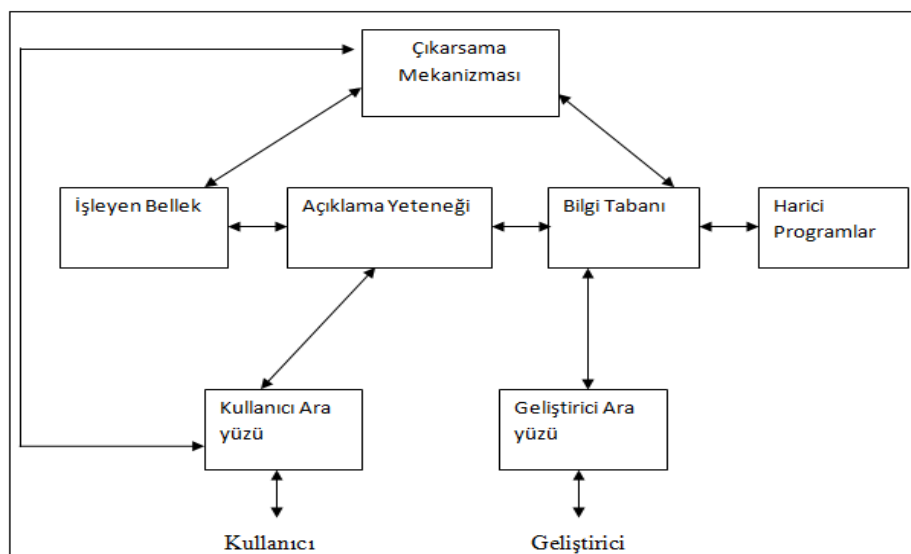 Çıkarsama
Mekanizması
İşleyen Bellek
Açıklama Yeteneği
Bilgi Tabanı
Harici
Programlar
Kullanıcı Ara
yüzü
Geliştirici Ara
yüzü
Kullanıcı
Geliştirici